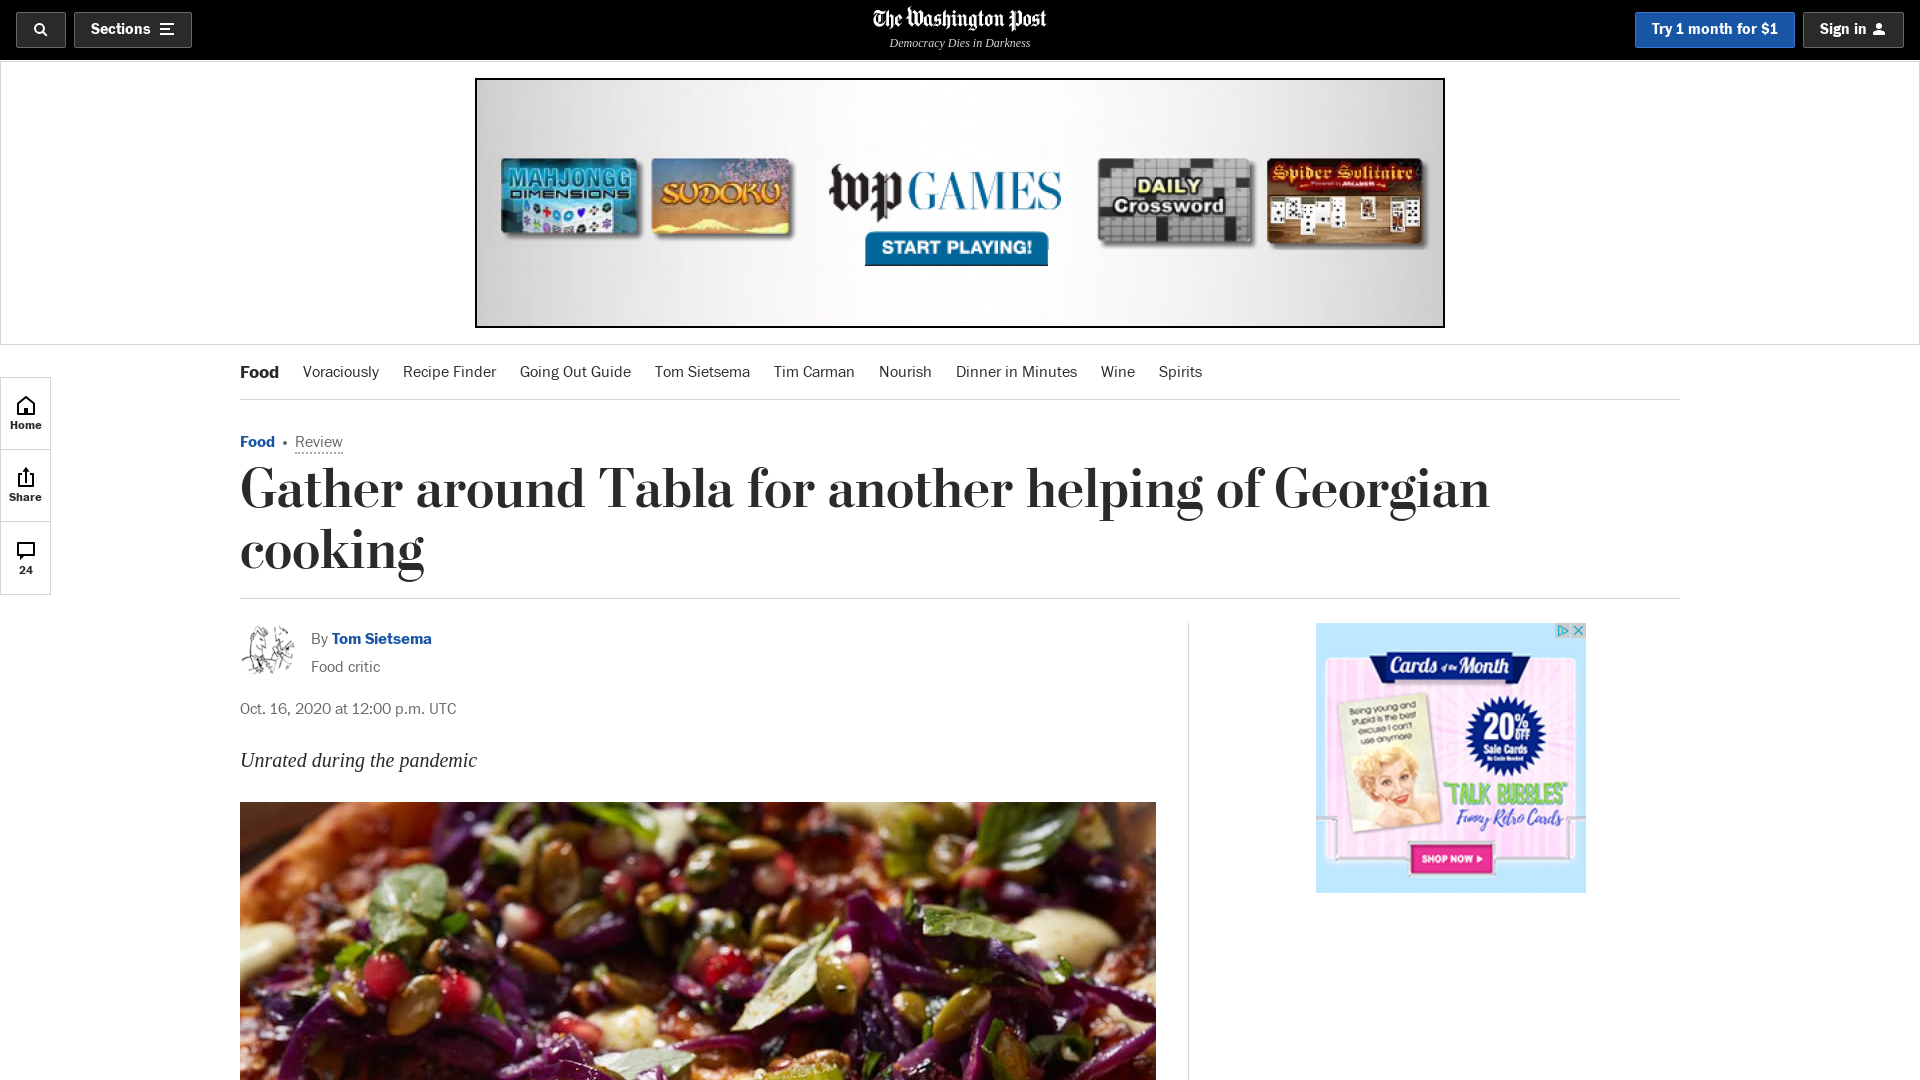 Sections
The Washington Post
Democracy Dies in Darkness
Try 1 month for $1
Sign in
MAHJONGG
DIMENSIONS
SUDOKU
wp GAMES
START PLAYING!
DAILY
Crossword
Spider Solitaire
Food
Voraciously
Recipe Finder
Going Out Guide
Tom Sietsema
Tim Carman
Nourish
Dinner in Minutes
Wine
Spirits
Home
Share
24
Food • Review
Gather around Tabla for another helping of Georgian
cooking
By Tom Sietsema
Food critic
Oct. 16, 2020 at 12:00 p.m. UTC
Unrated during the pandemic
Cards of the Month
Being young and
stupid is the best
excuse I can't
use anymore
20% OFF
Sale Cards
No Code Needed
"TALK BUBBLES"
Funny Retro Cards
SHOP NOW